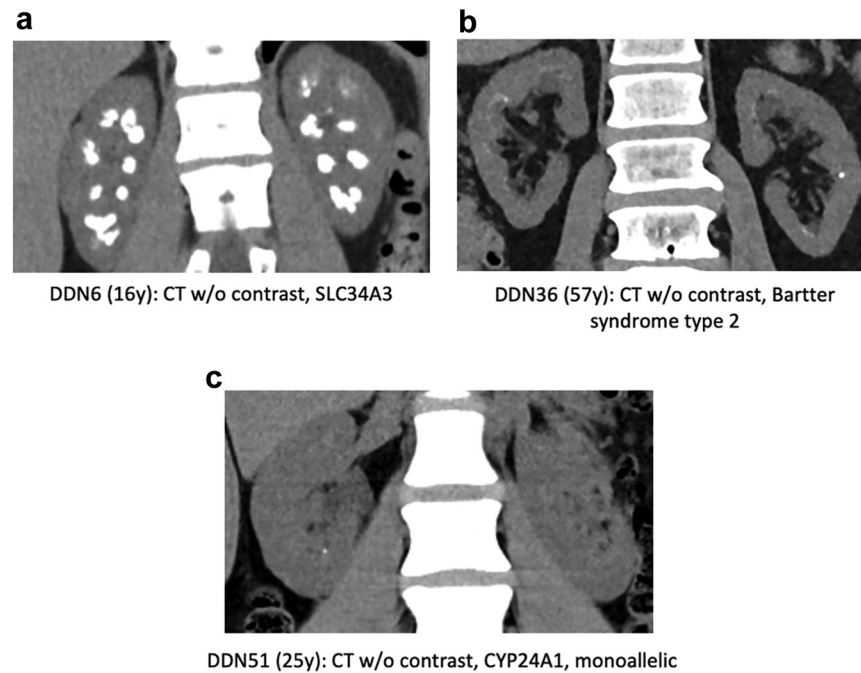 a
b
DDN6 (16y): CT w/o contrast, SLC34A3
DDN36 (57y): CT w/o contrast, Bartter
syndrome type 2
c
DDN51 (25y): CT w/o contrast, CYP24A1, monoallelic